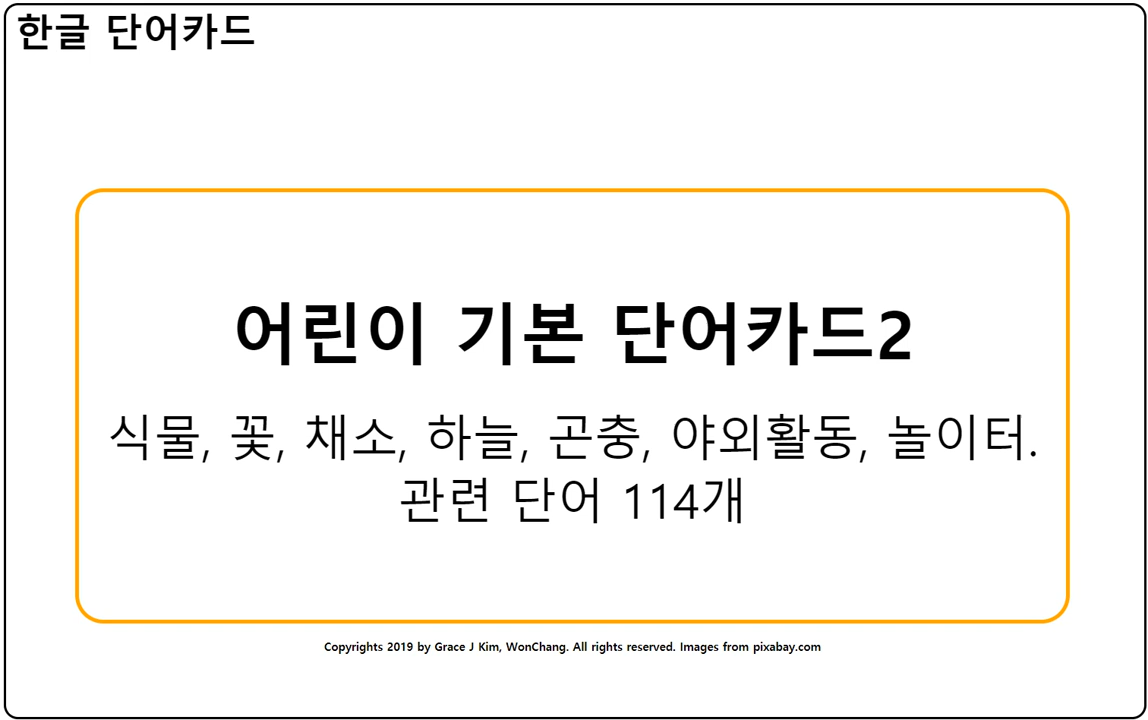 한글 단어카드
어린이 기본 단어카드2
식물, 꽃, 채소, 하늘, 곤충, 야외활동, 놀이터.
관련 단어 114개
Copyrights 2019 by Grace J Kim, WonChang. All rights reserved. Images from pixabay.com